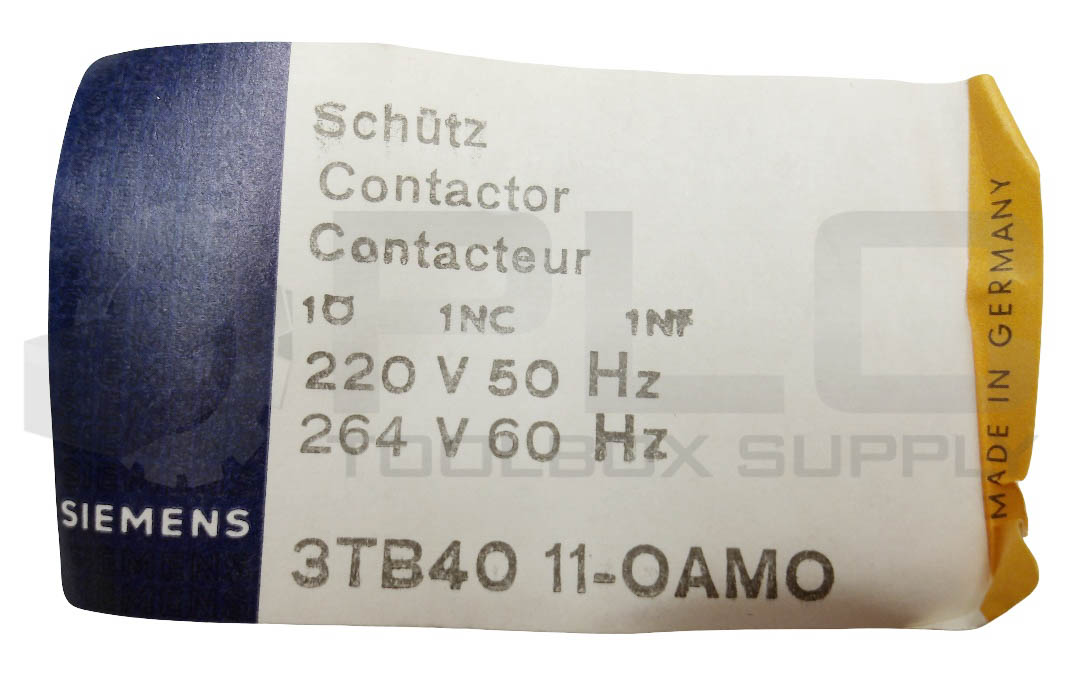 Schütz
Contactor
Contacteur
1Ö 1NC 1NF
220 V 50 Hz
264 V 60 Hz
SIEMENS
3TB40 11-0AM0
MADE IN GERMANY
PLC
TOOLBOX SUPPLY